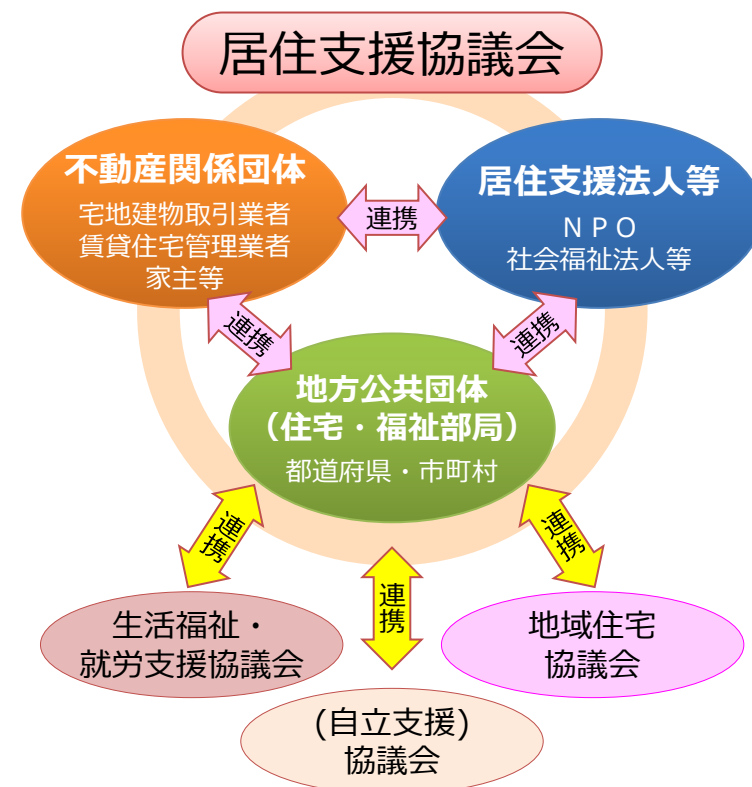 居住支援協議会
不動産関係団体
宅地建物取引業者
賃貸住宅管理業者
家主等
連携
居住支援法人等
ＮＰＯ
社会福祉法人等
連携
連携
地方公共団体
（住宅・福祉部局）
都道府県・市町村
連携
連携
連携
生活福祉・
就労支援協議会
(自立支援)
協議会
地域住宅
協議会